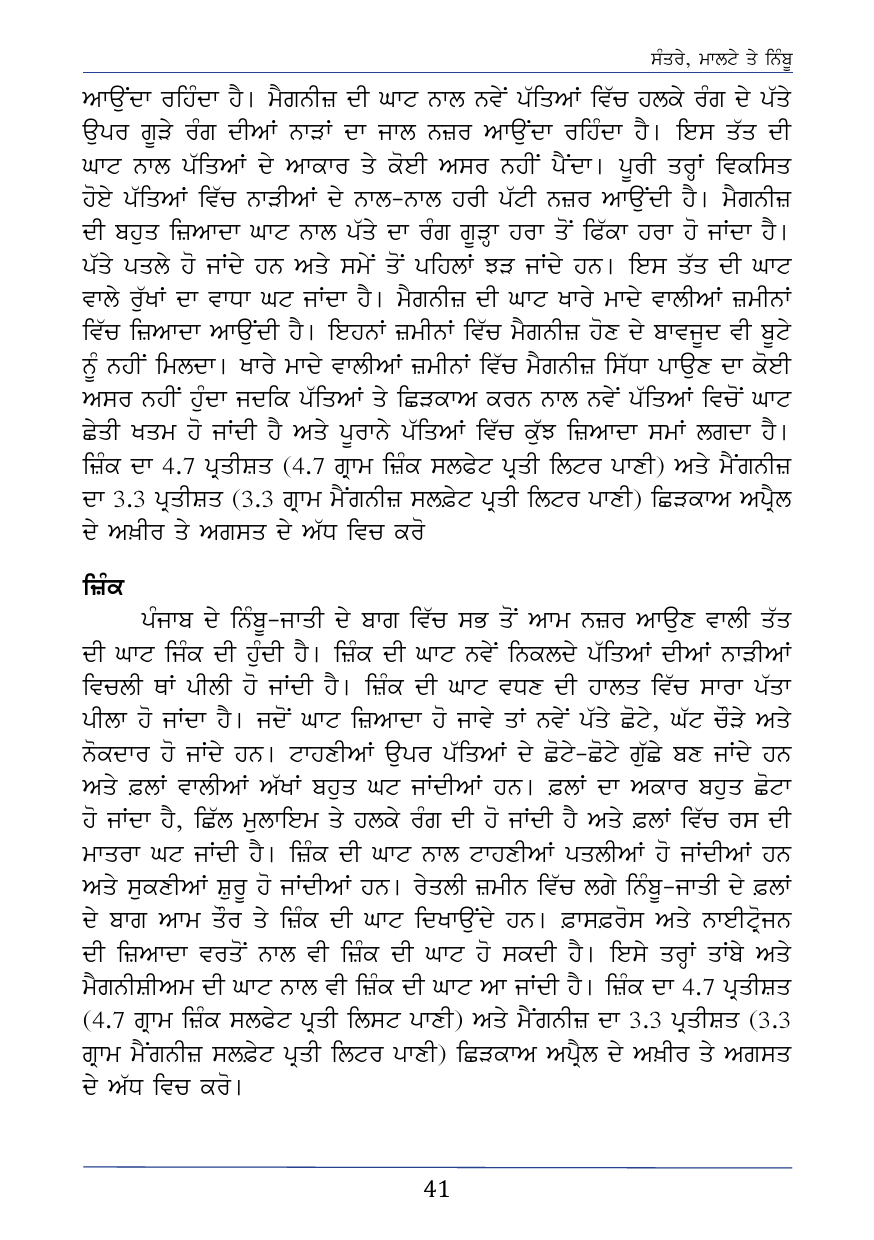 ਸੰਤਰੇ, ਮਾਲਟੇ ਤੇ ਨਿੰਬੂ
ਆਉਂਦਾ ਰਹਿੰਦਾ ਹੈ। ਮੈਗਨੀਜ਼ ਦੀ ਘਾਟ ਨਾਲ ਨਵੇਂ ਪੱਤਿਆਂ ਵਿੱਚ ਹਲਕੇ ਰੰਗ ਦੇ ਪੱਤੇ
ਉਪਰ ਗੂੜੇ ਰੰਗ ਦੀਆਂ ਨਾੜਾਂ ਦਾ ਜਾਲ ਨਜ਼ਰ ਆਉਂਦਾ ਰਹਿੰਦਾ ਹੈ। ਇਸ ਤੱਤ ਦੀ
ਘਾਟ ਨਾਲ ਪੱਤਿਆਂ ਦੇ ਆਕਾਰ ਤੇ ਕੋਈ ਅਸਰ ਨਹੀਂ ਪੈਂਦਾ। ਪੂਰੀ ਤਰ੍ਹਾਂ ਵਿਕਸਿਤ
ਹੋਏ ਪੱਤਿਆਂ ਵਿੱਚ ਨਾੜੀਆਂ ਦੇ ਨਾਲ-ਨਾਲ ਹਰੀ ਪੱਟੀ ਨਜ਼ਰ ਆਉਂਦੀ ਹੈ। ਮੈਗਨੀਜ਼
ਦੀ ਬਹੁਤ ਜ਼ਿਆਦਾ ਘਾਟ ਨਾਲ ਪੱਤੇ ਦਾ ਰੰਗ ਗੂੜ੍ਹਾ ਹਰਾ ਤੋਂ ਫਿੱਕਾ ਹਰਾ ਹੋ ਜਾਂਦਾ ਹੈ।
ਪੱਤੇ ਪਤਲੇ ਹੋ ਜਾਂਦੇ ਹਨ ਅਤੇ ਸਮੇਂ ਤੋਂ ਪਹਿਲਾਂ ਝੜ ਜਾਂਦੇ ਹਨ। ਇਸ ਤੱਤ ਦੀ ਘਾਟ
ਵਾਲੇ ਰੁੱਖਾਂ ਦਾ ਵਾਧਾ ਘਟ ਜਾਂਦਾ ਹੈ। ਮੈਗਨੀਜ਼ ਦੀ ਘਾਟ ਖਾਰੇ ਮਾਦੇ ਵਾਲੀਆਂ ਜ਼ਮੀਨਾਂ
ਵਿੱਚ ਜ਼ਿਆਦਾ ਆਉਂਦੀ ਹੈ। ਇਹਨਾਂ ਜ਼ਮੀਨਾਂ ਵਿੱਚ ਮੈਗਨੀਜ਼ ਹੋਣ ਦੇ ਬਾਵਜੂਦ ਵੀ ਬੂਟੇ
ਨੂੰ ਨਹੀਂ ਮਿਲਦਾ। ਖਾਰੇ ਮਾਦੇ ਵਾਲੀਆਂ ਜ਼ਮੀਨਾਂ ਵਿੱਚ ਮੈਗਨੀਜ਼ ਸਿੱਧਾ ਪਾਉਣ ਦਾ ਕੋਈ
ਅਸਰ ਨਹੀਂ ਹੁੰਦਾ ਜਦਕਿ ਪੱਤਿਆਂ ਤੇ ਛਿੜਕਾਅ ਕਰਨ ਨਾਲ ਨਵੇਂ ਪੱਤਿਆਂ ਵਿਚੋਂ ਘਾਟ
ਛੇਤੀ ਖਤਮ ਹੋ ਜਾਂਦੀ ਹੈ ਅਤੇ ਪੂਰਾਨੇ ਪੱਤਿਆਂ ਵਿੱਚ ਕੁੱਝ ਜ਼ਿਆਦਾ ਸਮਾਂ ਲਗਦਾ ਹੈ।
ਜ਼ਿੰਕ ਦਾ 4.7 ਪ੍ਰਤੀਸ਼ਤ (4.7 ਗ੍ਰਾਮ ਜ਼ਿੰਕ ਸਲਫੇਟ ਪ੍ਰਤੀ ਲਿਟਰ ਪਾਣੀ) ਅਤੇ ਮੈਂਗਨੀਜ਼
ਦਾ 3.3 ਪ੍ਰਤੀਸ਼ਤ (3.3 ਗ੍ਰਾਮ ਮੈਂਗਨੀਜ਼ ਸਲਫ਼ੇਟ ਪ੍ਰਤੀ ਲਿਟਰ ਪਾਣੀ) ਛਿੜਕਾਅ ਅਪ੍ਰੈਲ
ਦੇ ਅਖ਼ੀਰ ਤੇ ਅਗਸਤ ਦੇ ਅੱਧ ਵਿਚ ਕਰੋ
ਜ਼ਿੰਕ
ਪੰਜਾਬ ਦੇ ਨਿੰਬੂ-ਜਾਤੀ ਦੇ ਬਾਗ ਵਿੱਚ ਸਭ ਤੋਂ ਆਮ ਨਜ਼ਰ ਆਉਣ ਵਾਲੀ ਤੱਤ
ਦੀ ਘਾਟ ਜਿੰਕ ਦੀ ਹੁੰਦੀ ਹੈ। ਜ਼ਿੰਕ ਦੀ ਘਾਟ ਨਵੇਂ ਨਿਕਲਦੇ ਪੱਤਿਆਂ ਦੀਆਂ ਨਾੜੀਆਂ
ਵਿਚਲੀ ਥਾਂ ਪੀਲੀ ਹੋ ਜਾਂਦੀ ਹੈ। ਜ਼ਿੰਕ ਦੀ ਘਾਟ ਵਧਣ ਦੀ ਹਾਲਤ ਵਿੱਚ ਸਾਰਾ ਪੱਤਾ
ਪੀਲਾ ਹੋ ਜਾਂਦਾ ਹੈ। ਜਦੋਂ ਘਾਟ ਜ਼ਿਆਦਾ ਹੋ ਜਾਵੇ ਤਾਂ ਨਵੇਂ ਪੱਤੇ ਛੋਟੇ, ਘੱਟ ਚੌੜੇ ਅਤੇ
ਨੋਕਦਾਰ ਹੋ ਜਾਂਦੇ ਹਨ। ਟਾਹਣੀਆਂ ਉਪਰ ਪੱਤਿਆਂ ਦੇ ਛੋਟੇ-ਛੋਟੇ ਗੁੱਛੇ ਬਣ ਜਾਂਦੇ ਹਨ
ਅਤੇ ਫ਼ਲਾਂ ਵਾਲੀਆਂ ਅੱਖਾਂ ਬਹੁਤ ਘਟ ਜਾਂਦੀਆਂ ਹਨ। ਫ਼ਲਾਂ ਦਾ ਅਕਾਰ ਬਹੁਤ ਛੋਟਾ
ਹੋ ਜਾਂਦਾ ਹੈ, ਛਿੱਲ ਮੁਲਾਇਮ ਤੇ ਹਲਕੇ ਰੰਗ ਦੀ ਹੋ ਜਾਂਦੀ ਹੈ ਅਤੇ ਫ਼ਲਾਂ ਵਿੱਚ ਰਸ ਦੀ
ਮਾਤਰਾ ਘਟ ਜਾਂਦੀ ਹੈ। ਜ਼ਿੰਕ ਦੀ ਘਾਟ ਨਾਲ ਟਾਹਣੀਆਂ ਪਤਲੀਆਂ ਹੋ ਜਾਂਦੀਆਂ ਹਨ
ਅਤੇ ਸੁਕਣੀਆਂ ਸ਼ੁਰੂ ਹੋ ਜਾਂਦੀਆਂ ਹਨ। ਰੇਤਲੀ ਜ਼ਮੀਨ ਵਿੱਚ ਲਗੇ ਨਿੰਬੂ-ਜਾਤੀ ਦੇ ਫ਼ਲਾਂ
ਦੇ ਬਾਗ ਆਮ ਤੌਰ ਤੇ ਜ਼ਿੰਕ ਦੀ ਘਾਟ ਦਿਖਾਉਂਦੇ ਹਨ। ਫ਼ਾਸਫ਼ਰੋਸ ਅਤੇ ਨਾਈਟ੍ਰੋਜਨ
ਦੀ ਜ਼ਿਆਦਾ ਵਰਤੋਂ ਨਾਲ ਵੀ ਜ਼ਿੰਕ ਦੀ ਘਾਟ ਹੋ ਸਕਦੀ ਹੈ। ਇਸੇ ਤਰ੍ਹਾਂ ਤਾਂਬੇ ਅਤੇ
ਮੈਗਨੀਸ਼ੀਅਮ ਦੀ ਘਾਟ ਨਾਲ ਵੀ ਜ਼ਿੰਕ ਦੀ ਘਾਟ ਆ ਜਾਂਦੀ ਹੈ। ਜ਼ਿੰਕ ਦਾ 4.7 ਪ੍ਰਤੀਸ਼ਤ
(4.7 ਗ੍ਰਾਮ ਜ਼ਿੰਕ ਸਲਫੇਟ ਪ੍ਰਤੀ ਲਿਸਟ ਪਾਣੀ) ਅਤੇ ਮੈਂਗਨੀਜ਼ ਦਾ 3.3 ਪ੍ਰਤੀਸ਼ਤ (3.3
ਗ੍ਰਾਮ ਮੈਂਗਨੀਜ਼ ਸਲਫ਼ੇਟ ਪ੍ਰਤੀ ਲਿਟਰ ਪਾਣੀ) ਛਿੜਕਾਅ ਅਪ੍ਰੈਲ ਦੇ ਅਖ਼ੀਰ ਤੇ ਅਗਸਤ
ਦੇ ਅੱਧ ਵਿਚ ਕਰੋ।
41